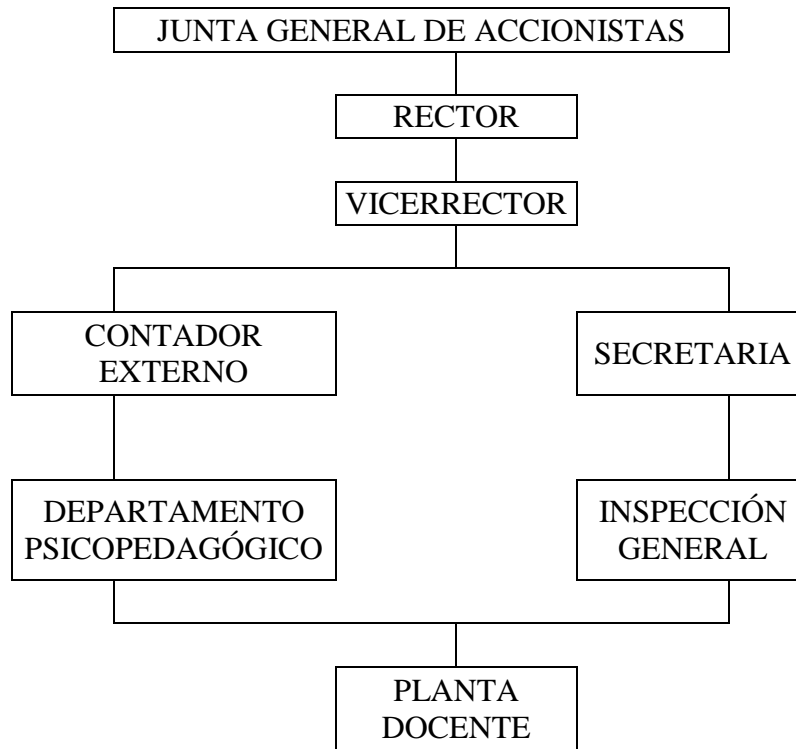 JUNTA GENERAL DE ACCIONISTAS
RECTOR
VICERRECTOR
CONTADOR
EXTERNO
SECRETARIA
DEPARTAMENTO
PSICOPEDAGÓGICO
INSPECCIÓN
GENERAL
PLANTA
DOCENTE